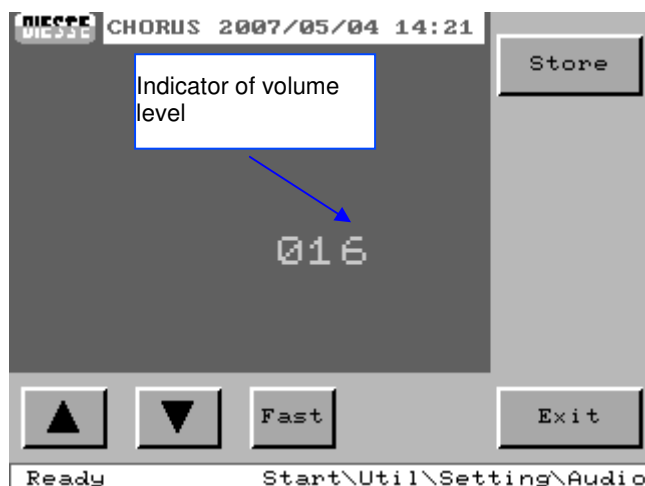 DIESSE CHORUS 2007/05/04 14:21
Store
Indicator of volume
level
016
Fast
Exit
Ready Start\Util\Setting\Audio